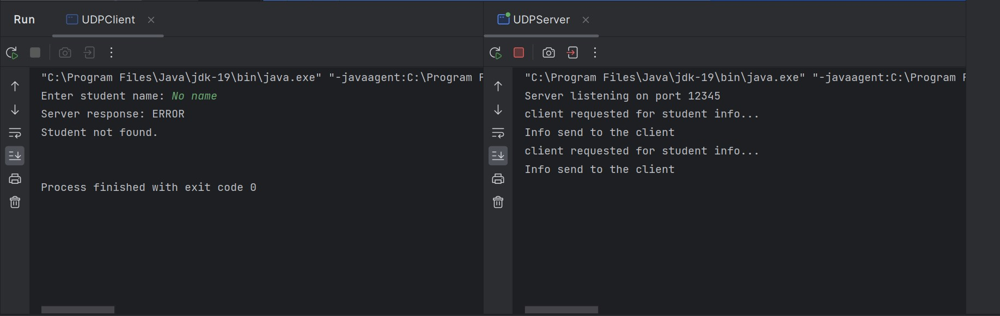 Run
UDPClient
UDPServer
"C:\Program Files\Java\jdk-19\bin\java.exe" "-javaagent:C:\Program F
Enter student name: No name
Server response: ERROR
Student not found.
Process finished with exit code 0
"C:\Program Files\Java\jdk-19\bin\java.exe" "-javaagent:C:\Program F
Server listening on port 12345
client requested for student info...
Info send to the client
client requested for student info...
Info send to the client